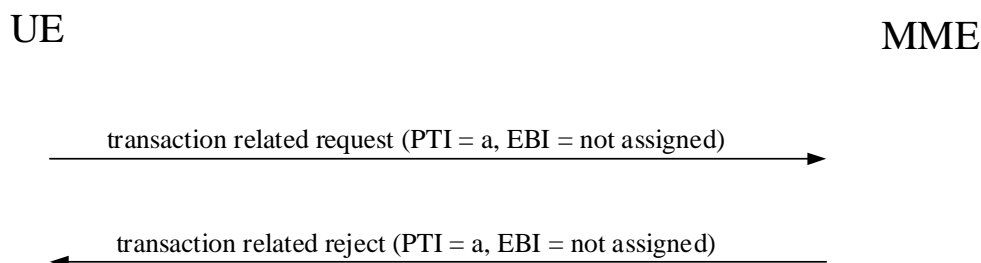 UE
MME
transaction related request (PTI = a, EBI = not assigned)
transaction related reject (PTI = a, EBI = not assigned)